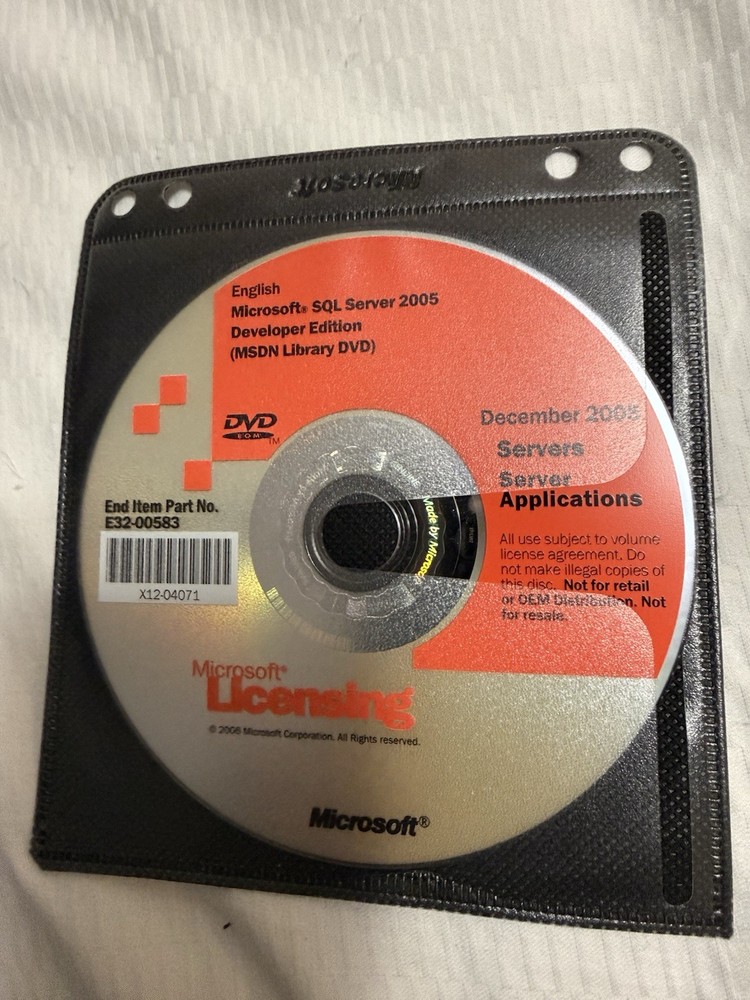 Microsoft®
English
Microsoft® SQL Server 2005
Developer Edition
(MSDN Library DVD)
DVD
ROM
TM
December 2005
Servers
Server
Applications
End Item Part No.
E32-00583
X12-04071
Made by Microsof
All use subject to volume
license agreement. Do
not make illegal copies of
this disc. Not for retail
or OEM Distribution. Not
for resale.
Microsoft®
Licensing
© 2006 Microsoft Corporation. All Rights reserved.
Microsoft®